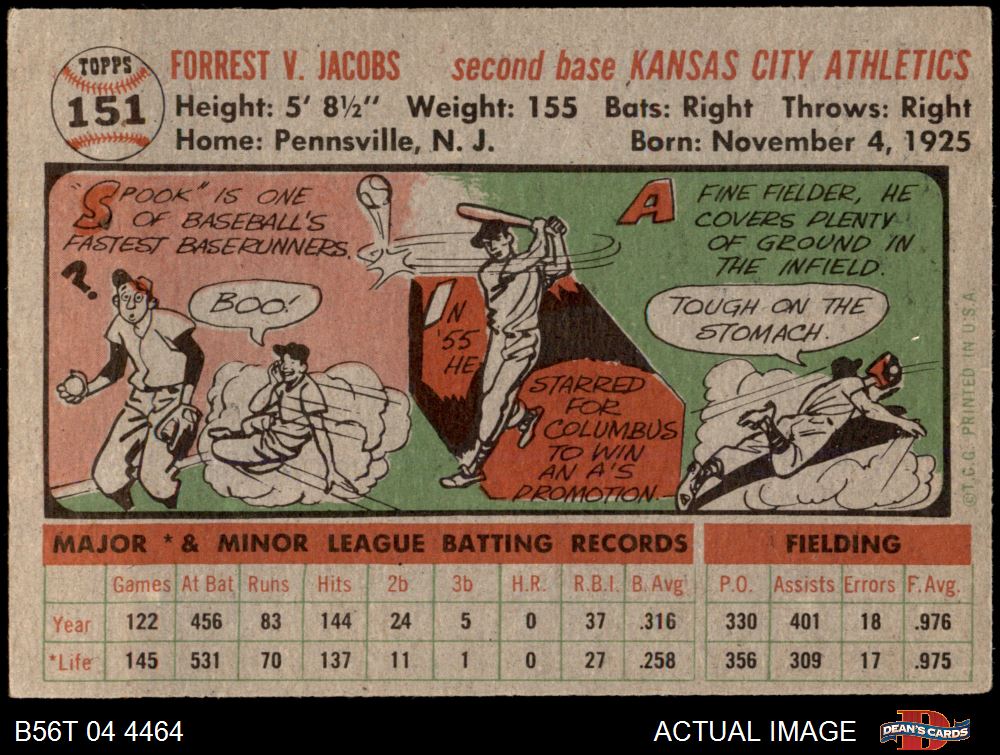 TOPPS
151
FORREST V. JACOBS second base KANSAS CITY ATHLETICS
Height: 5' 8½" Weight: 155 Bats: Right Throws: Right
Home: Pennsville, N. J. Born: November 4, 1925
"SPOOK" IS ONE
OF BASEBALL'S
FASTEST BASERUNNERS.
?
BOO!
IN
'55
HE
STARRED
FOR
COLUMBUS
TO WIN
AN A'S
PROMOTION.
A FINE FIELDER, HE
COVERS PLENTY
OF GROUND IN
THE INFIELD.
TOUGH ON THE
STOMACH.
©T.C.G. PRINTED IN U.S.A.
MAJOR * & MINOR LEAGUE BATTING RECORDS FIELDING
Games At Bat Runs Hits 2b 3b H.R. R.B.I. B. Avg. P.O. Assists Errors F. Avg.
Year 122 456 83 144 24 5 0 37 .316 330 401 18 .976
*Life 145 531 70 137 11 1 0 27 .258 356 309 17 .975
B56T 04 4464 ACTUAL IMAGE
DEAN'S CARDS